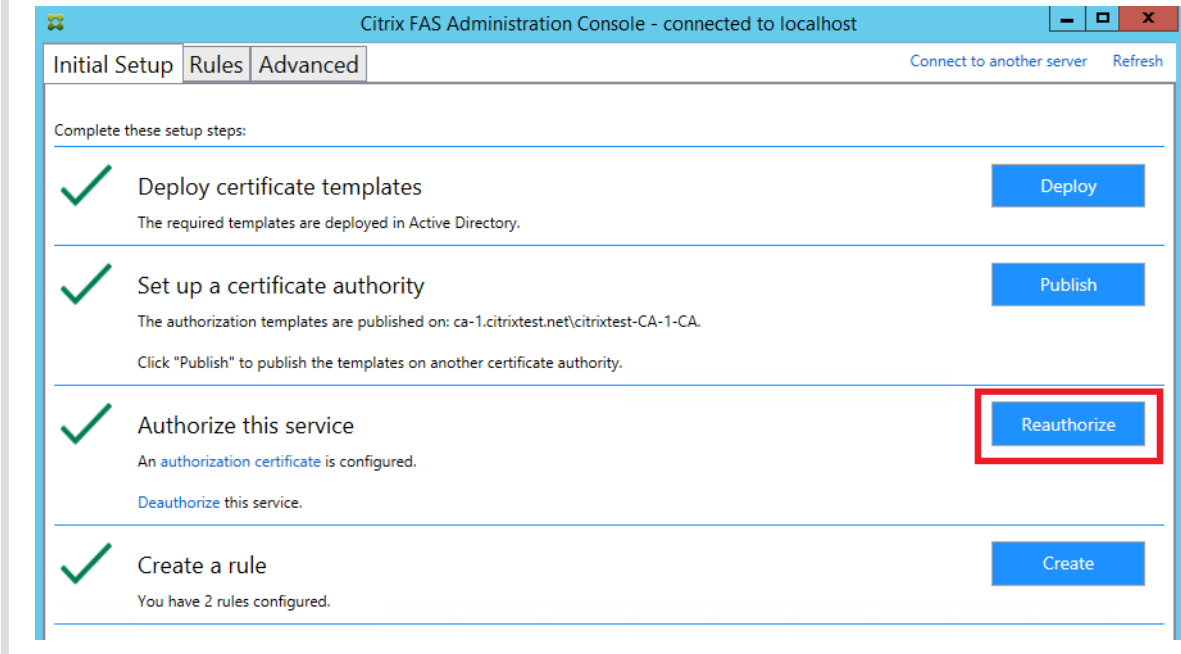 Citrix FAS Administration Console - connected to localhost
Initial Setup Rules Advanced Connect to another server Refresh
Complete these setup steps:
Deploy certificate templates Deploy
The required templates are deployed in Active Directory.
Set up a certificate authority Publish
The authorization templates are published on: ca-1.citrixtest.net\citrixtest-CA-1-CA.
Click "Publish" to publish the templates on another certificate authority.
Authorize this service Reauthorize
An authorization certificate is configured.
Deauthorize this service.
Create a rule Create
You have 2 rules configured.